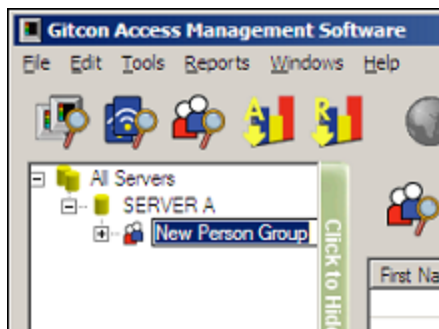 Gitcon Access Management Software
File Edit Tools Reports Windows Help
A R
All Servers
SERVER A
New Person Group
Click to Hide
First Na